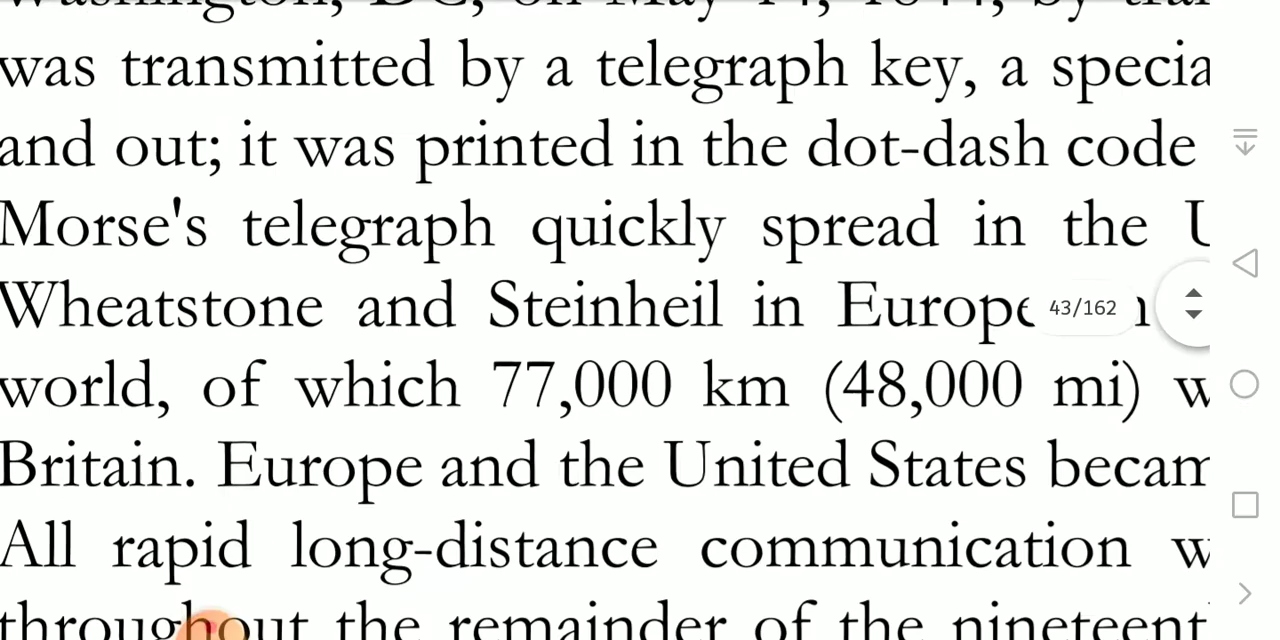 was transmitted by a telegraph key, a specia
and out; it was printed in the dot-dash code
Morse's telegraph quickly spread in the U
Wheatstone and Steinheil in Europe
43/162
world, of which 77,000 km (48,000 mi) w
Britain. Europe and the United States becam
All rapid long-distance communication w
throughout the remainder of the nineteent